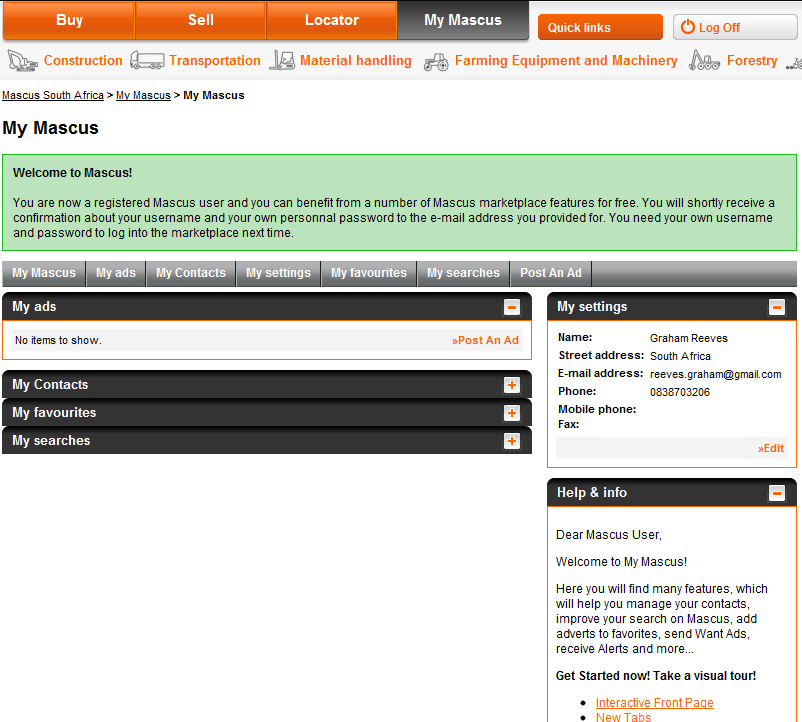 Buy
Sell
Locator
My Mascus
Quick links
Log Off
Construction
Transportation
Material handling
Farming Equipment and Machinery
Forestry
Mascus South Africa > My Mascus > My Mascus
My Mascus
Welcome to Mascus!
You are now a registered Mascus user and you can benefit from a number of Mascus marketplace features for free. You will shortly receive a
confirmation about your username and your own personnal password to the e-mail address you provided for. You need your own username
and password to log into the marketplace next time.
My Mascus
My ads
My Contacts
My settings
My favourites
My searches
Post An Ad
My ads
No items to show.
»Post An Ad
My Contacts
My favourites
My searches
My settings
Name: Graham Reeves
Street address: South Africa
E-mail address: reeves.graham@gmail.com
Phone: 0838703206
Mobile phone:
Fax:
»Edit
Help & info
Dear Mascus User,
Welcome to My Mascus!
Here you will find many features, which
will help you manage your contacts,
improve your search on Mascus, add
adverts to favorites, send Want Ads,
receive Alerts and more...
Get Started now! Take a visual tour!
• Interactive Front Page
• New Tabs